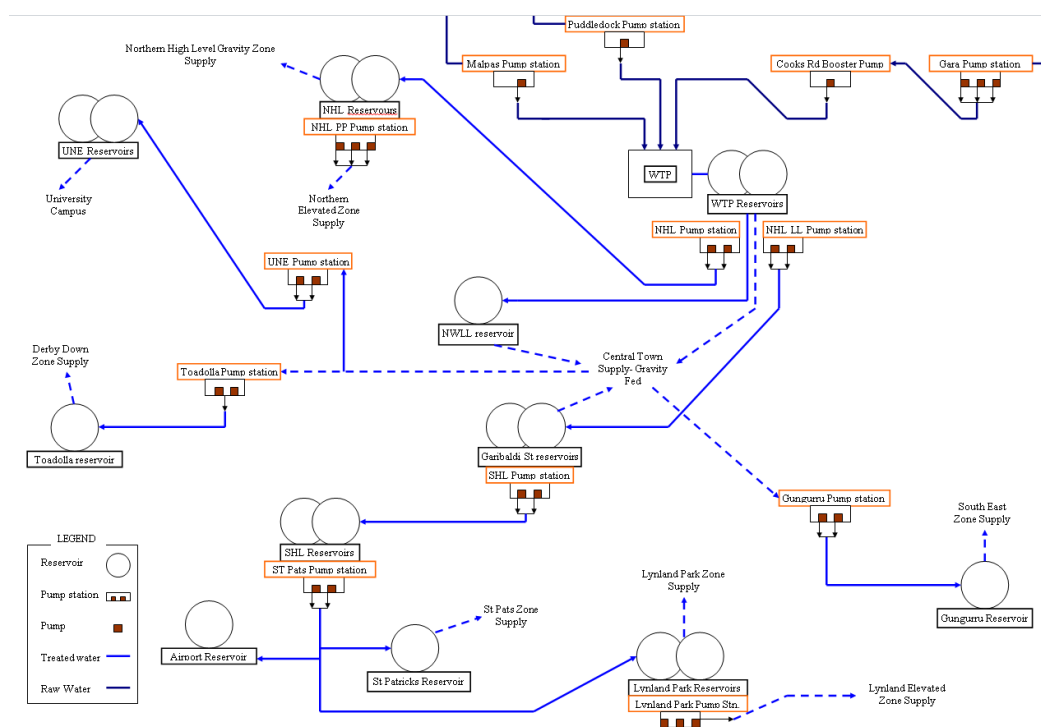 Puddledock Pump station
Northern High Level Gravity Zone
Supply
Malpas Pump station
Cooks Rd Booster Pump
Gara Pump station
NHL Reservours
NHL PP Pump station
UNE Reservoirs
WTP
WTP Reservoirs
University
Campus
Northern
Elevated Zone
Supply
NHL Pump station
NHL LL Pump station
UNE Pump station
NWLL reservoir
Derby Down
Zone Supply
Toadolla Pump station
Central Town
Supply- Gravity
Fed
Toadolla reservoir
Garibaldi St reservoirs
SHL Pump station
Gungurru Pump station
South East
Zone Supply
LEGEND
Reservoir
Pump station
Pump
Treated water
Raw Water
SHL Reservoirs
ST Pats Pump station
Lynland Park Zone
Supply
Gungurru Reservoir
St Pats Zone
Supply
Airport Reservoir
St Patricks Reservoir
Lynland Park Reservoirs
Lynland Park Pump Stn.
Lynland Elevated
Zone Supply